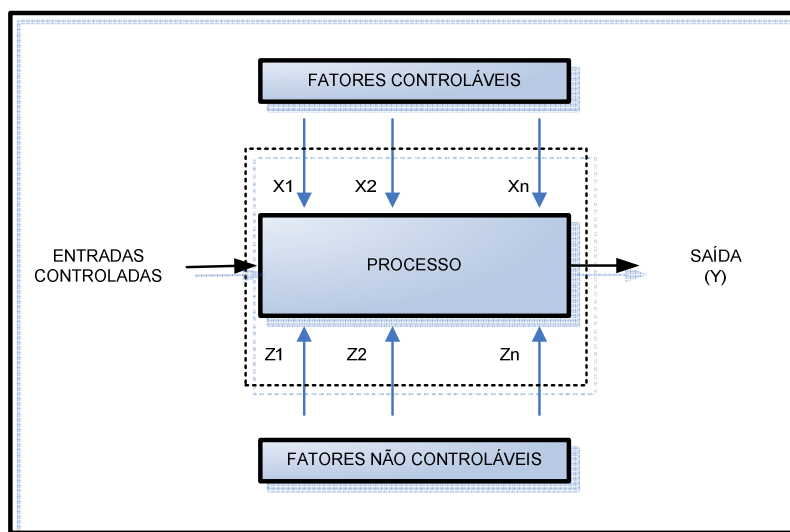 FATORES CONTROLÁVEIS
X1
X2
Xn
ENTRADAS
CONTROLADAS
PROCESSO
SAÍDA
(Y)
Z1
Z2
Zn
FATORES NÃO CONTROLÁVEIS